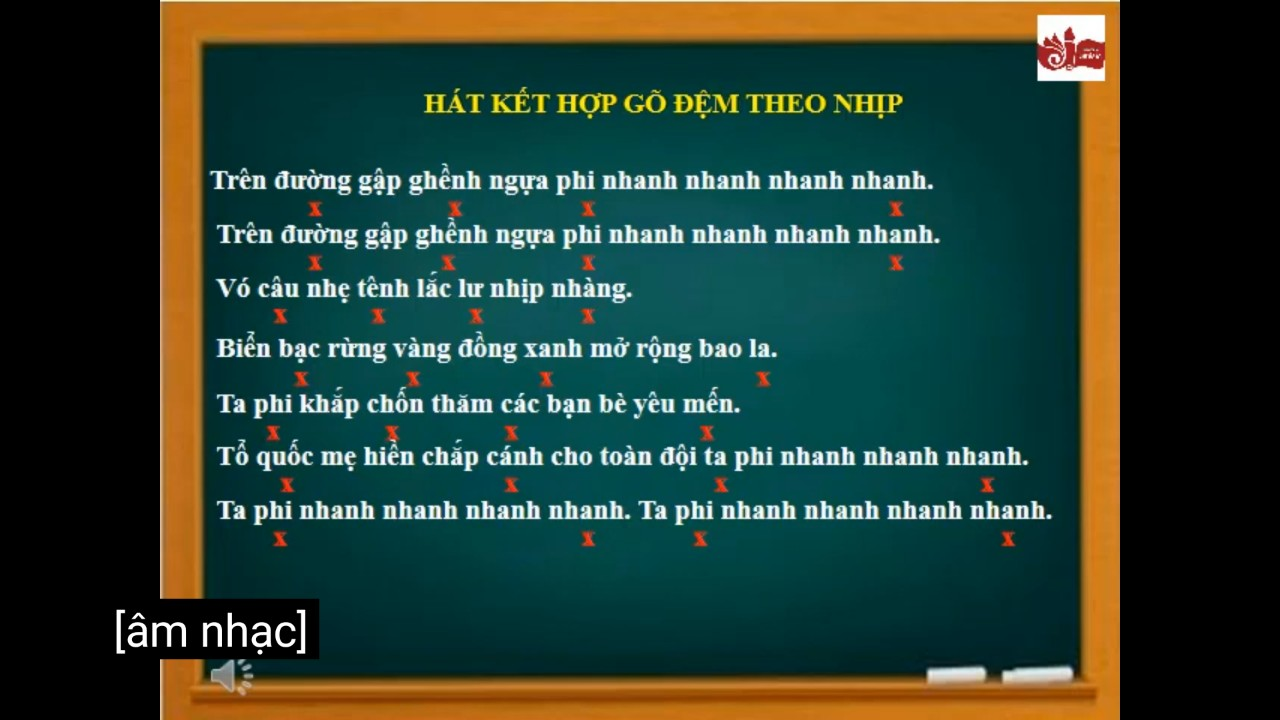 HÁT KẾT HỢP GÕ ĐỆM THEO NHỊP
Trên đường gập ghềnh ngựa phi nhanh nhanh nhanh nhanh.
x x x x
Trên đường gập ghềnh ngựa phi nhanh nhanh nhanh nhanh.
x x x x
Vó câu nhẹ tênh lắc lư nhịp nhàng.
x x x x
Biển bạc rừng vàng đồng xanh mở rộng bao la.
x x x x
Ta phi khắp chốn thăm các bạn bè yêu mến.
x x x x
Tổ quốc mẹ hiền chắp cánh cho toàn đội ta phi nhanh nhanh nhanh.
x x x x
Ta phi nhanh nhanh nhanh nhanh. Ta phi nhanh nhanh nhanh nhanh.
x x x x
[âm nhạc]